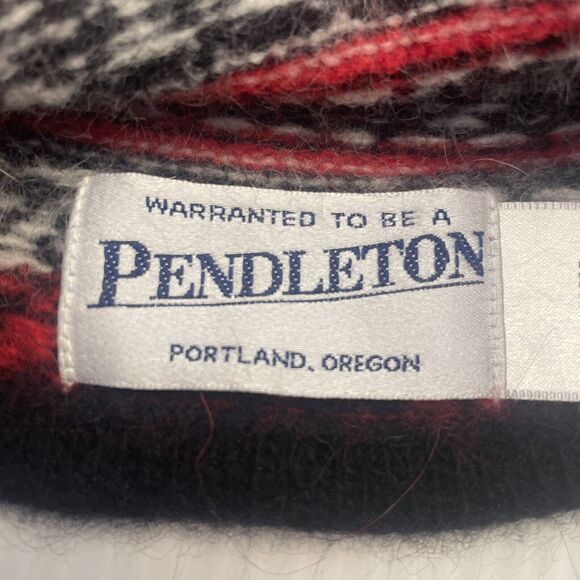 WARRANTED TO BE A
PENDLETON
PORTLAND, OREGON